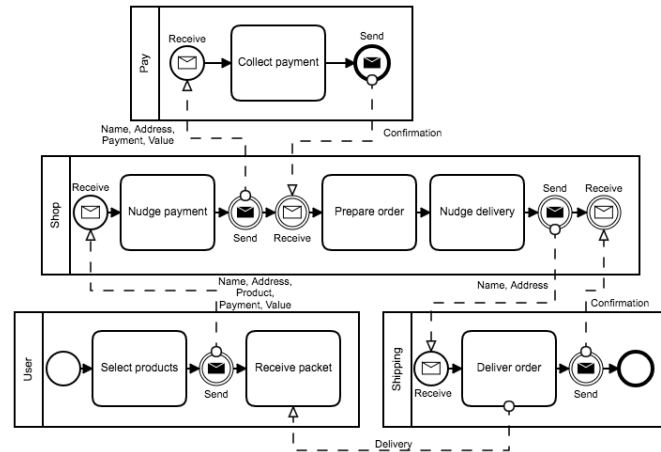 Pay
Receive
Collect payment
Send
Name, Address,
Payment, Value
Confirmation
Shop
Receive
Nudge payment
Send
Receive
Prepare order
Nudge delivery
Send
Receive
Name, Address,
Product,
Payment, Value
Name, Address
Confirmation
User
Select products
Send
Receive packet
Shipping
Receive
Deliver order
Send
Delivery